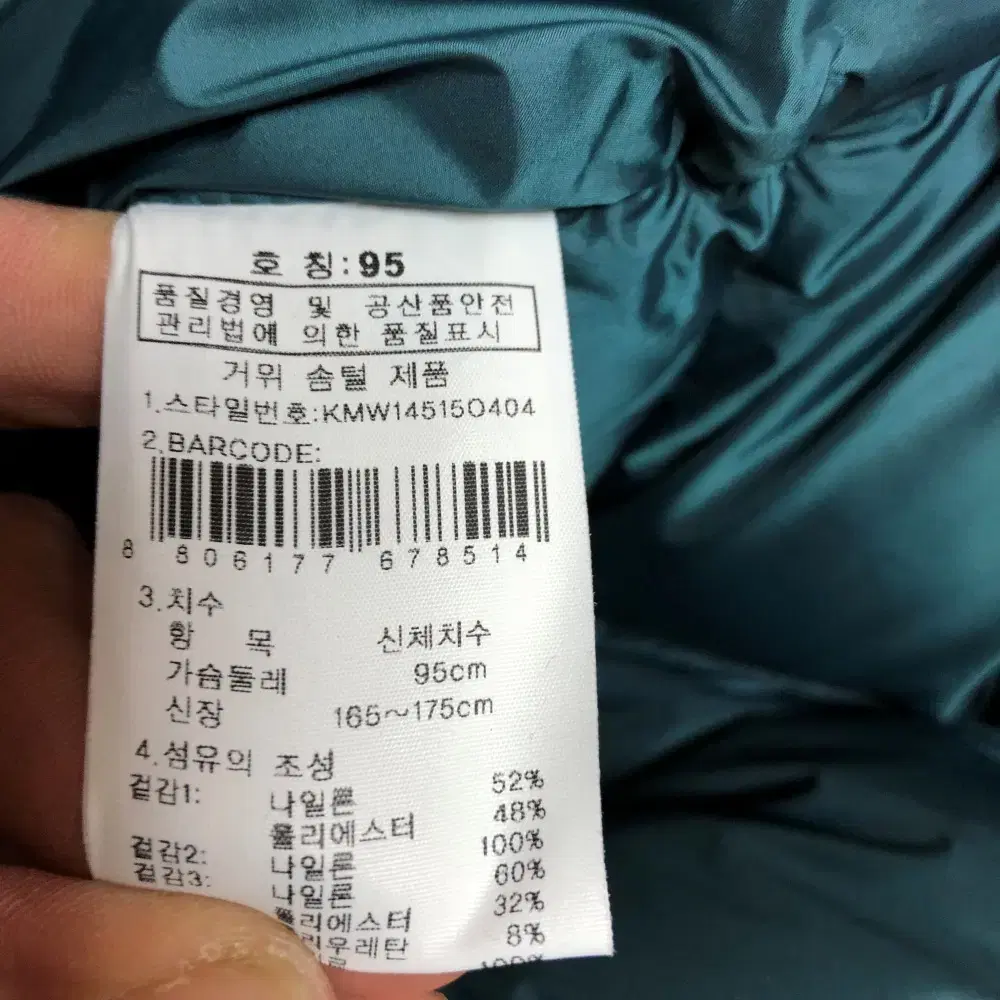 호 칭:95
품질경영 및 공산품안전
관리법에 의한 품질표시
거위 솜털 제품
1.스타일번호:KMW14515O404
2.BARCODE:
8 806177 678514
3.치수
항 목 신체치수
가슴둘레 95cm
신장 165~175cm
4.섬유의 조성
겉감1: 나일론 52%
폴리에스터 48%
겉감2: 나일론 100%
겉감3: 나일론 60%
폴리에스터 32%
8%